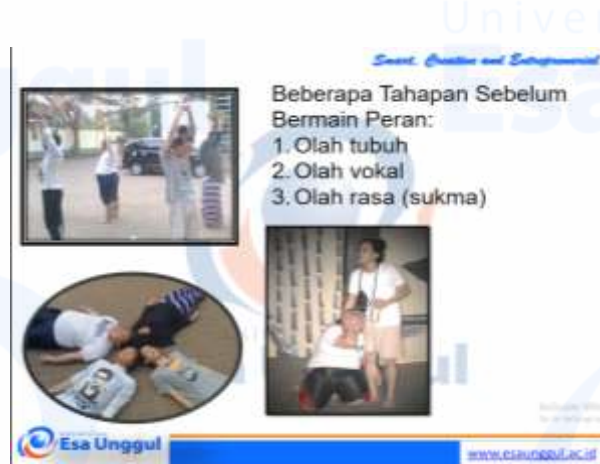 Univer
Smart, Creative and Entrepreneurial
Beberapa Tahapan Sebelum
Bermain Peran:
1. Olah tubuh
2. Olah vokal
3. Olah rasa (sukma)
Esa Unggul
www.esaunggul.ac.id